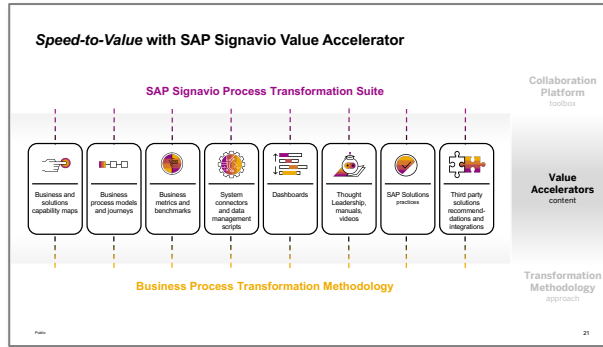 Speed-to-Value with SAP Signavio Value Accelerator
SAP Signavio Process Transformation Suite
Collaboration
Platform
toolbox
Business and
solutions
capability maps
Business
process models
and journeys
Business
metrics and
benchmarks
System
connectors
and data
management
scripts
Dashboards
Thought
Leadership,
manuals,
videos
SAP Solutions
practices
Third party
solutions
recommend-
dations and
integrations
Value
Accelerators
content
Business Process Transformation Methodology
Transformation
Methodology
approach
Public
21